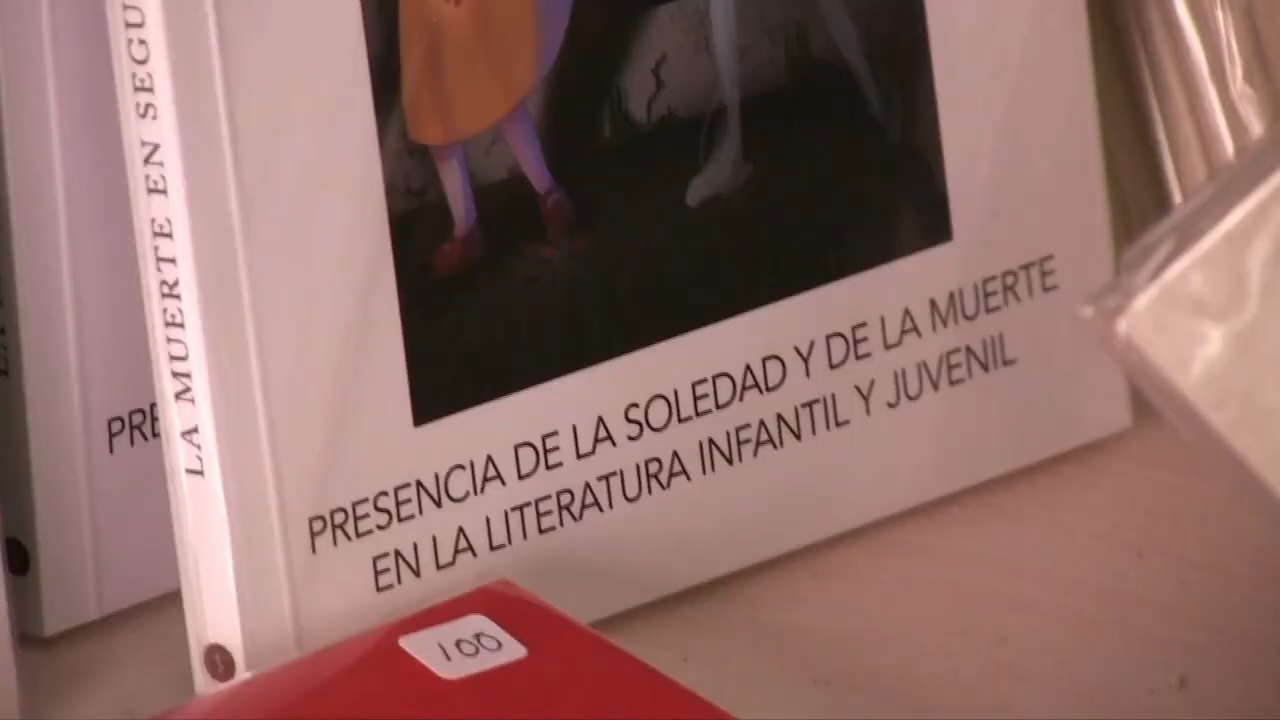 LA MUERTE EN SEGU
PRE
PRESENCIA DE LA SOLEDAD Y DE LA MUERTE
EN LA LITERATURA INFANTIL Y JUVENIL
100